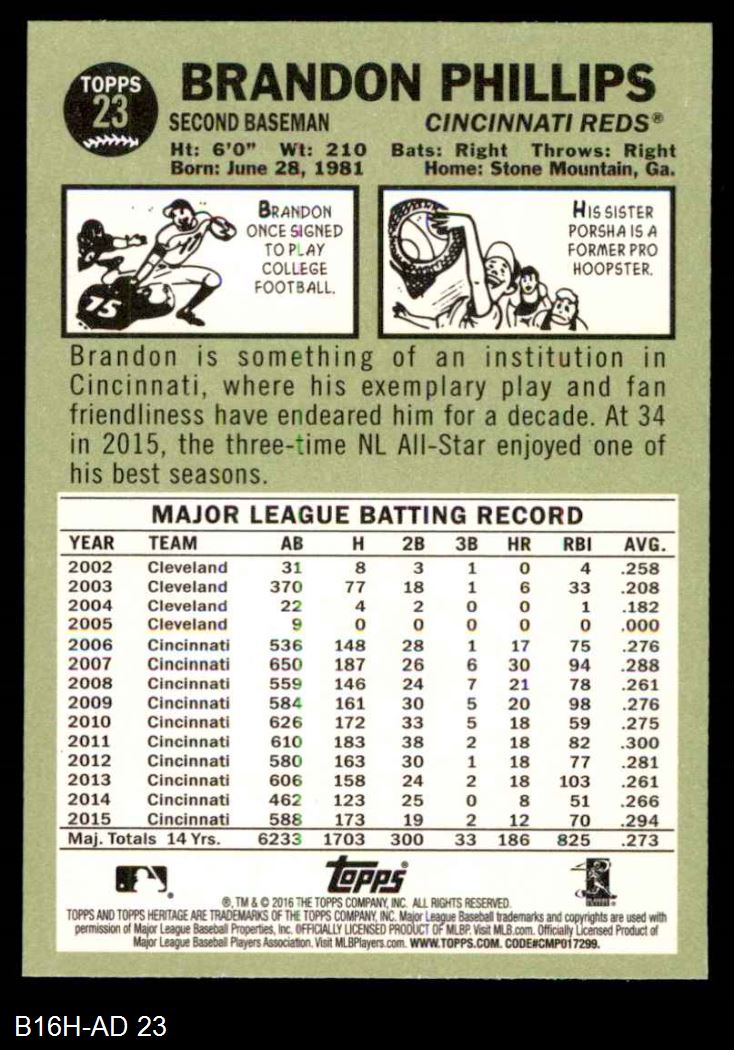 TOPPS
23
BRANDON PHILLIPS
SECOND BASEMAN CINCINNATI REDS®
Ht: 6'0" Wt: 210 Bats: Right Throws: Right
Born: June 28, 1981 Home: Stone Mountain, Ga.
BRANDON
ONCE SIGNED
TO PLAY
COLLEGE
FOOTBALL.
75
HIS SISTER
PORSHA IS A
FORMER PRO
HOOPSTER.
Brandon is something of an institution in
Cincinnati, where his exemplary play and fan
friendliness have endeared him for a decade. At 34
in 2015, the three-time NL All-Star enjoyed one of
his best seasons.
MAJOR LEAGUE BATTING RECORD
YEAR TEAM AB H 2B 3B HR RBI AVG.
2002 Cleveland 31 8 3 1 0 4 .258
2003 Cleveland 370 77 18 1 6 33 .208
2004 Cleveland 22 4 2 0 0 1 .182
2005 Cleveland 9 0 0 0 0 0 .000
2006 Cincinnati 536 148 28 1 17 75 .276
2007 Cincinnati 650 187 26 6 30 94 .288
2008 Cincinnati 559 146 24 7 21 78 .261
2009 Cincinnati 584 161 30 5 20 98 .276
2010 Cincinnati 626 172 33 5 18 59 .275
2011 Cincinnati 610 183 38 2 18 82 .300
2012 Cincinnati 580 163 30 1 18 77 .281
2013 Cincinnati 606 158 24 2 18 103 .261
2014 Cincinnati 462 123 25 0 8 51 .266
2015 Cincinnati 588 173 19 2 12 70 .294
Maj. Totals 14 Yrs. 6233 1703 300 33 186 825 .273
topps®
®, TM & © 2016 THE TOPPS COMPANY, INC. ALL RIGHTS RESERVED.
TOPPS AND TOPPS HERITAGE ARE TRADEMARKS OF THE TOPPS COMPANY, INC. Major League Baseball trademarks and copyrights are used with
permission of Major League Baseball Properties, Inc. OFFICIALLY LICENSED PRODUCT OF MLBP. Visit MLB.com. Officially Licensed Product of
Major League Baseball Players Association. Visit MLBPlayers.com. WWW.TOPPS.COM. CODE#CMP017299.
B16H-AD 23